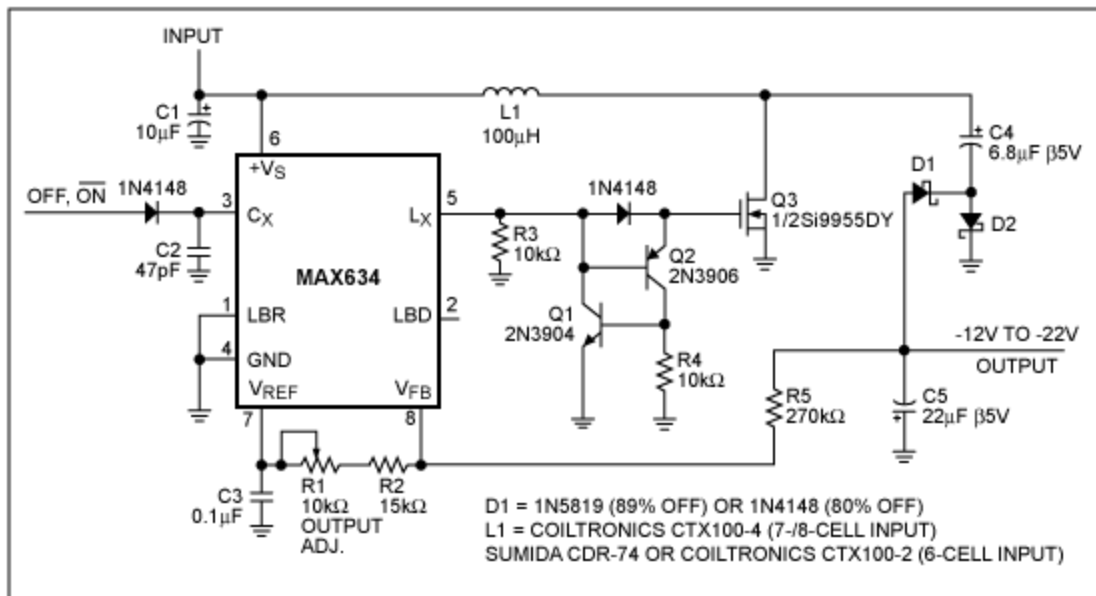 INPUT
C1
10μF
+
6
+VS
L1
100μH
+
C4
6.8μF β5V
OFF, ON
1N4148
3
CX
C2
47pF
MAX634
5
LX
R3
10kΩ
1N4148
Q3
1/2Si9955DY
D1
D2
Q2
2N3906
Q1
2N3904
R4
10kΩ
1
LBR
4
GND
LBD
2
VREF
7
VFB
8
-12V TO -22V
OUTPUT
R5
270kΩ
C5
22μF β5V
+
C3
0.1μF
R1
10kΩ
OUTPUT
ADJ.
R2
15kΩ
D1 = 1N5819 (89% OFF) OR 1N4148 (80% OFF)
L1 = COILTRONICS CTX100-4 (7-/8-CELL INPUT)
SUMIDA CDR-74 OR COILTRONICS CTX100-2 (6-CELL INPUT)